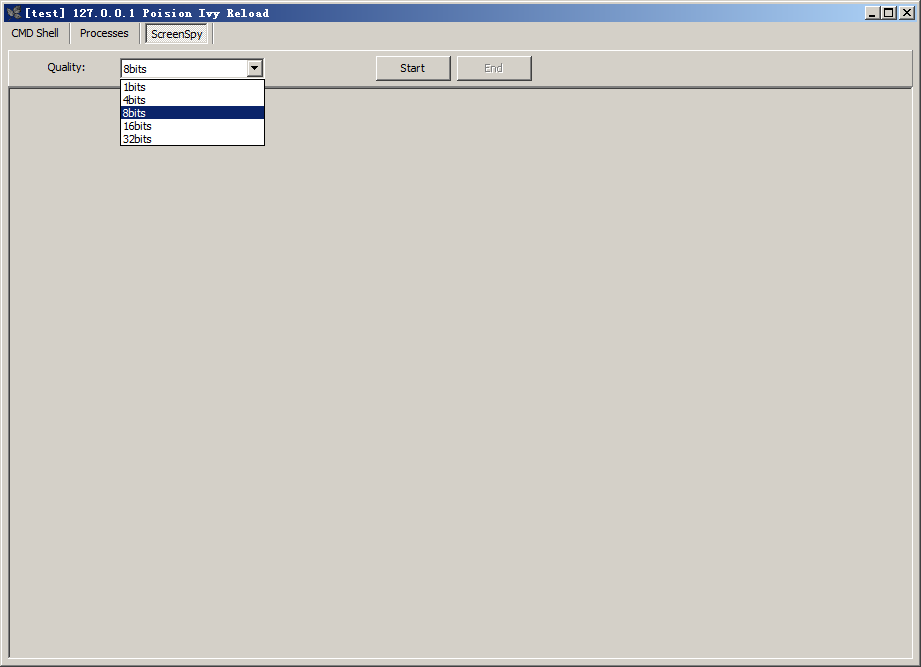 [test] 127.0.0.1 Poision Ivy Reload
CMD Shell Processes ScreenSpy
Quality: 8bits Start End
1bits
4bits
8bits
16bits
32bits